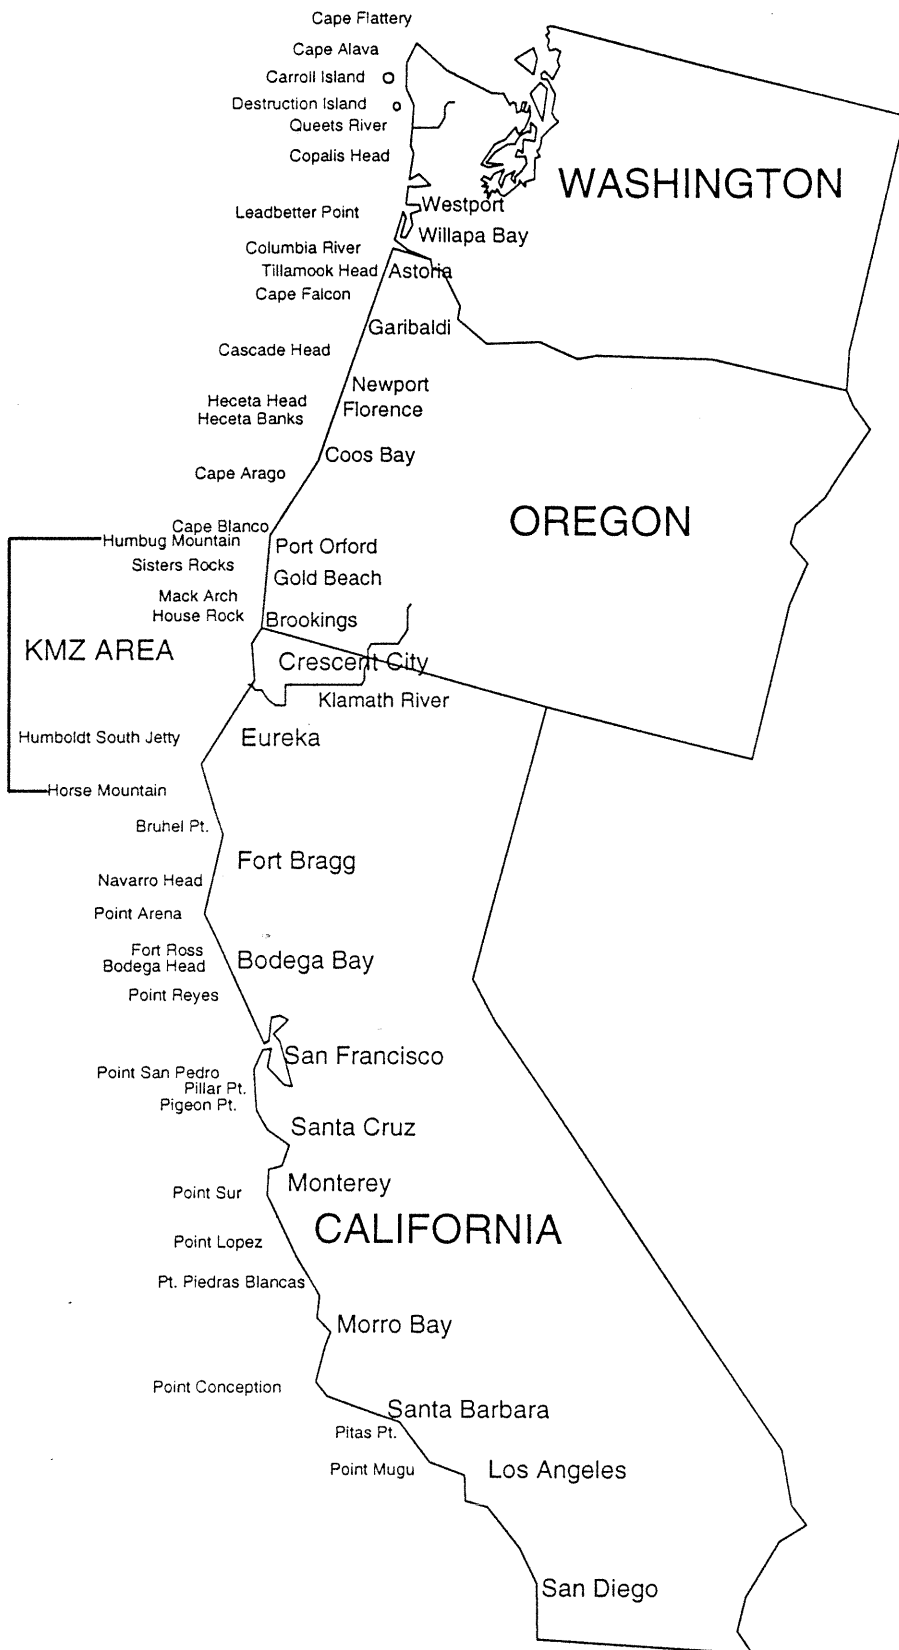 Cape Flattery
Cape Alava
Carroll Island
Destruction Island
Queets River
Copalis Head
WASHINGTON
Westport
Leadbetter Point
Willapa Bay
Columbia River
Tillamook Head
Astoria
Cape Falcon
Garibaldi
Cascade Head
Newport
Heceta Head
Florence
Heceta Banks
Coos Bay
Cape Arago
OREGON
Cape Blanco
Humbug Mountain
Port Orford
Sisters Rocks
Gold Beach
Mack Arch
House Rock
Brookings
KMZ AREA
Crescent City
Klamath River
Humboldt South Jetty
Eureka
Horse Mountain
Bruhel Pt.
Fort Bragg
Navarro Head
Point Arena
Fort Ross
Bodega Bay
Bodega Head
Point Reyes
San Francisco
Point San Pedro
Pillar Pt.
Pigeon Pt.
Santa Cruz
Monterey
Point Sur
CALIFORNIA
Point Lopez
Pt. Piedras Blancas
Morro Bay
Point Conception
Santa Barbara
Pitas Pt.
Point Mugu
Los Angeles
San Diego